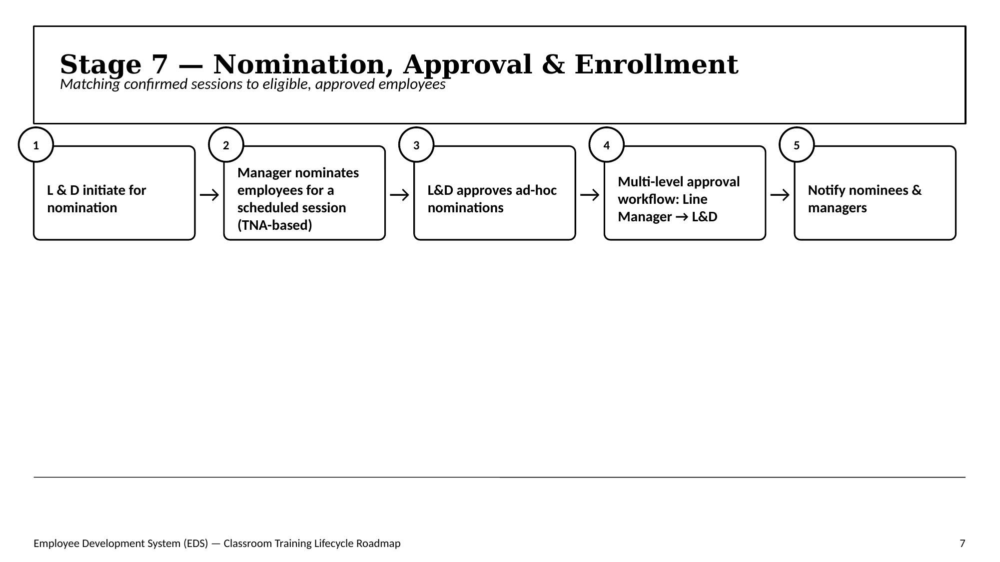 Stage 7 — Nomination, Approval & Enrollment
Matching confirmed sessions to eligible, approved employees
1
L & D initiate for
nomination
→
2
Manager nominates
employees for a
scheduled session
(TNA-based)
→
3
L&D approves ad-hoc
nominations
→
4
Multi-level approval
workflow: Line
Manager → L&D
→
5
Notify nominees &
managers
Employee Development System (EDS) — Classroom Training Lifecycle Roadmap
7